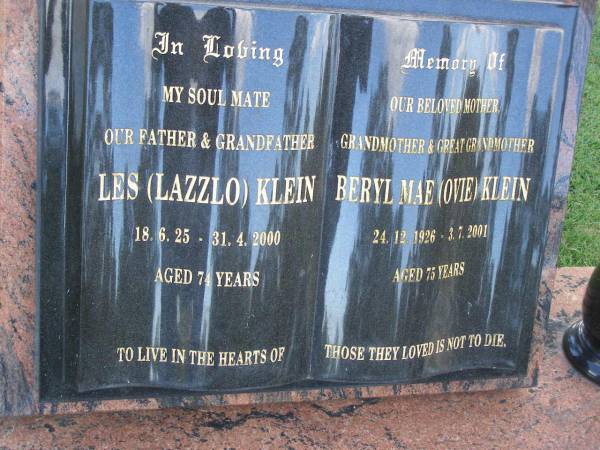 In Loving
MY SOUL MATE
OUR FATHER & GRANDFATHER
LES (LAZZLO) KLEIN
18. 6. 25 - 31. 4. 2000
AGED 74 YEARS
TO LIVE IN THE HEARTS OF
Memory Of
OUR BELOVED MOTHER,
GRANDMOTHER & GREAT GRANDMOTHER
BERYL MAE (OVIE) KLEIN
24. 12. 1926 - 3. 7. 2001
AGED 75 YEARS
THOSE THEY LOVED IS NOT TO DIE.